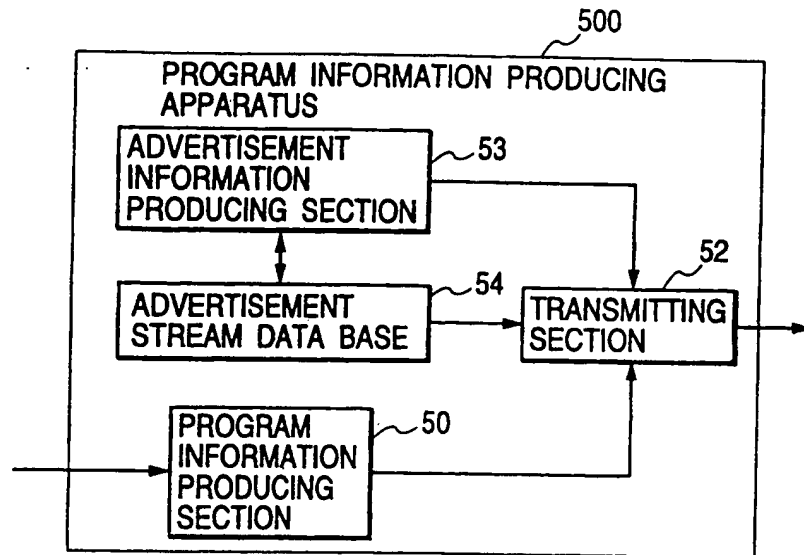 500
PROGRAM INFORMATION PRODUCING
APPARATUS
ADVERTISEMENT
INFORMATION
PRODUCING SECTION
53
ADVERTISEMENT
STREAM DATA BASE
54
TRANSMITTING
SECTION
52
PROGRAM
INFORMATION
PRODUCING
SECTION
50